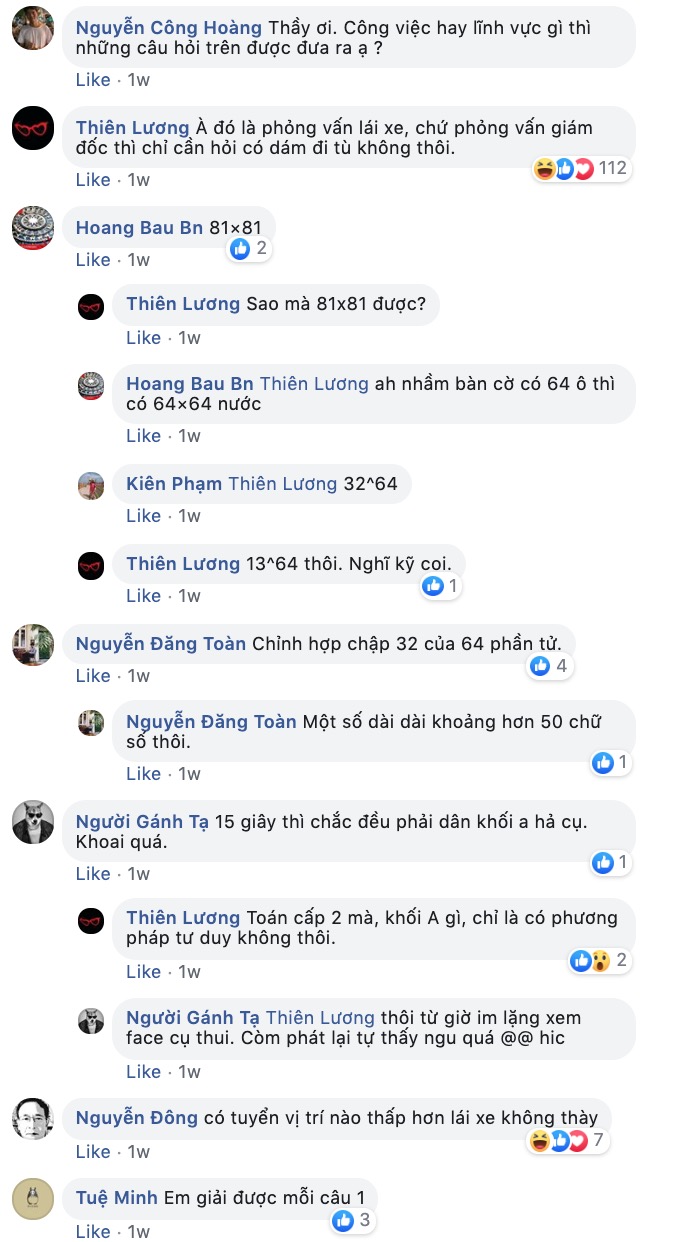 Nguyễn Công Hoàng Thầy ơi. Công việc hay lĩnh vực gì thì
những câu hỏi trên được đưa ra ạ ?
Like · 1w
Thiên Lương À đó là phỏng vấn lái xe, chứ phỏng vấn giám
đốc thì chỉ cần hỏi có dám đi tù không thôi.
112
Like · 1w
Hoang Bau Bn 81×81
2
Like · 1w
Thiên Lương Sao mà 81x81 được?
Like · 1w
Hoang Bau Bn Thiên Lương ah nhầm bàn cờ có 64 ô thì
có 64×64 nước
Like · 1w
Kiên Phạm Thiên Lương 32^64
Like · 1w
Thiên Lương 13^64 thôi. Nghĩ kỹ coi.
1
Like · 1w
Nguyễn Đăng Toàn Chỉnh hợp chập 32 của 64 phần tử.
4
Like · 1w
Nguyễn Đăng Toàn Một số dài dài khoảng hơn 50 chữ
số thôi.
1
Like · 1w
Người Gánh Tạ 15 giây thì chắc đều phải dân khối a hả cụ.
Khoai quá.
1
Like · 1w
Thiên Lương Toán cấp 2 mà, khối A gì, chỉ là có phương
pháp tư duy không thôi.
2
Like · 1w
Người Gánh Tạ Thiên Lương thôi từ giờ im lặng xem
face cụ thui. Còm phát lại tự thấy ngu quá @@ hic
Like · 1w
Nguyễn Đông có tuyển vị trí nào thấp hơn lái xe không thày
7
Like · 1w
Tuệ Minh Em giải được mỗi câu 1
3
Like · 1w